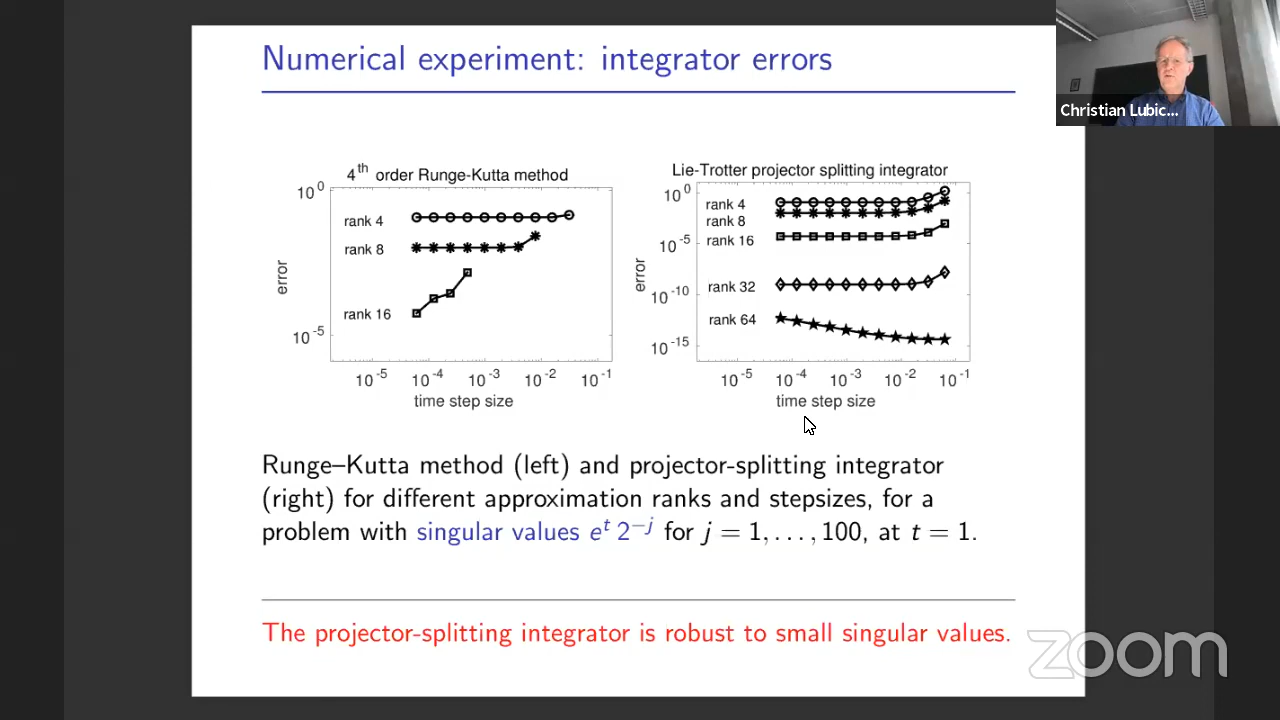 Numerical experiment: integrator errors
Christian Lubic...
4th order Runge-Kutta method
10^0
rank 4
rank 8
error
rank 16
10^-5
10^-5 10^-4 10^-3 10^-2 10^-1
time step size
Lie-Trotter projector splitting integrator
10^0
rank 4
rank 8
10^-5
rank 16
error
rank 32
10^-10
rank 64
10^-15
10^-5 10^-4 10^-3 10^-2 10^-1
time step size
Runge–Kutta method (left) and projector-splitting integrator
(right) for different approximation ranks and stepsizes, for a
problem with singular values e^t 2^-j for j = 1, . . . , 100, at t = 1.
The projector-splitting integrator is robust to small singular values.
zoom